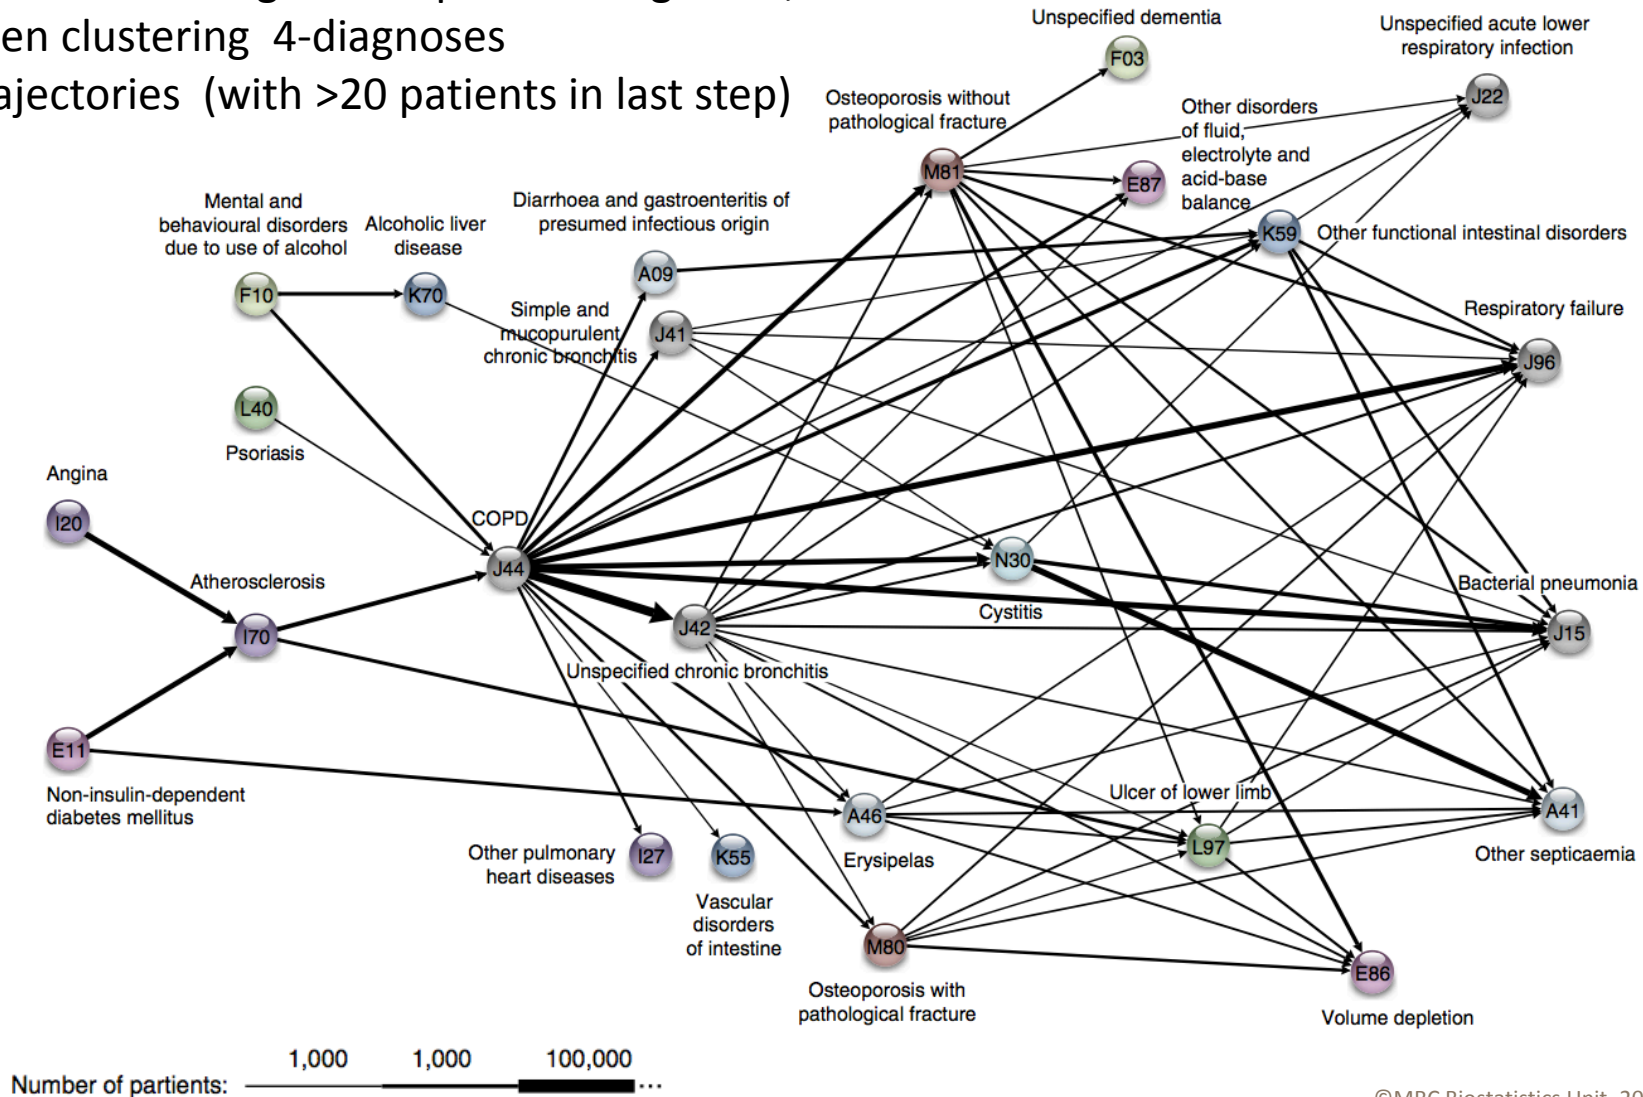 en clustering 4-diagnoses
ajectories (with >20 patients in last step)
Unspecified dementia
F03
Unspecified acute lower
respiratory infection
J22
Osteoporosis without
pathological fracture
M81
Other disorders
of fluid,
electrolyte and
acid-base
balance
E87
K59
Other functional intestinal disorders
Mental and
behavioural disorders
due to use of alcohol
F10
Alcoholic liver
disease
K70
Diarrhoea and gastroenteritis of
presumed infectious origin
A09
Simple and
mucopurulent
chronic bronchitis
J41
Respiratory failure
J96
L40
Psoriasis
Angina
I20
COPD
J44
Atherosclerosis
I70
N30
Cystitis
Bacterial pneumonia
J15
J42
Unspecified chronic bronchitis
E11
Non-insulin-dependent
diabetes mellitus
A46
Erysipelas
Ulcer of lower limb
L97
A41
Other septicaemia
Other pulmonary
heart diseases
I27
K55
Vascular
disorders
of intestine
M80
Osteoporosis with
pathological fracture
E86
Volume depletion
1,000 1,000 100,000
Number of partients: ...
©MRC Biostatistics Unit 20